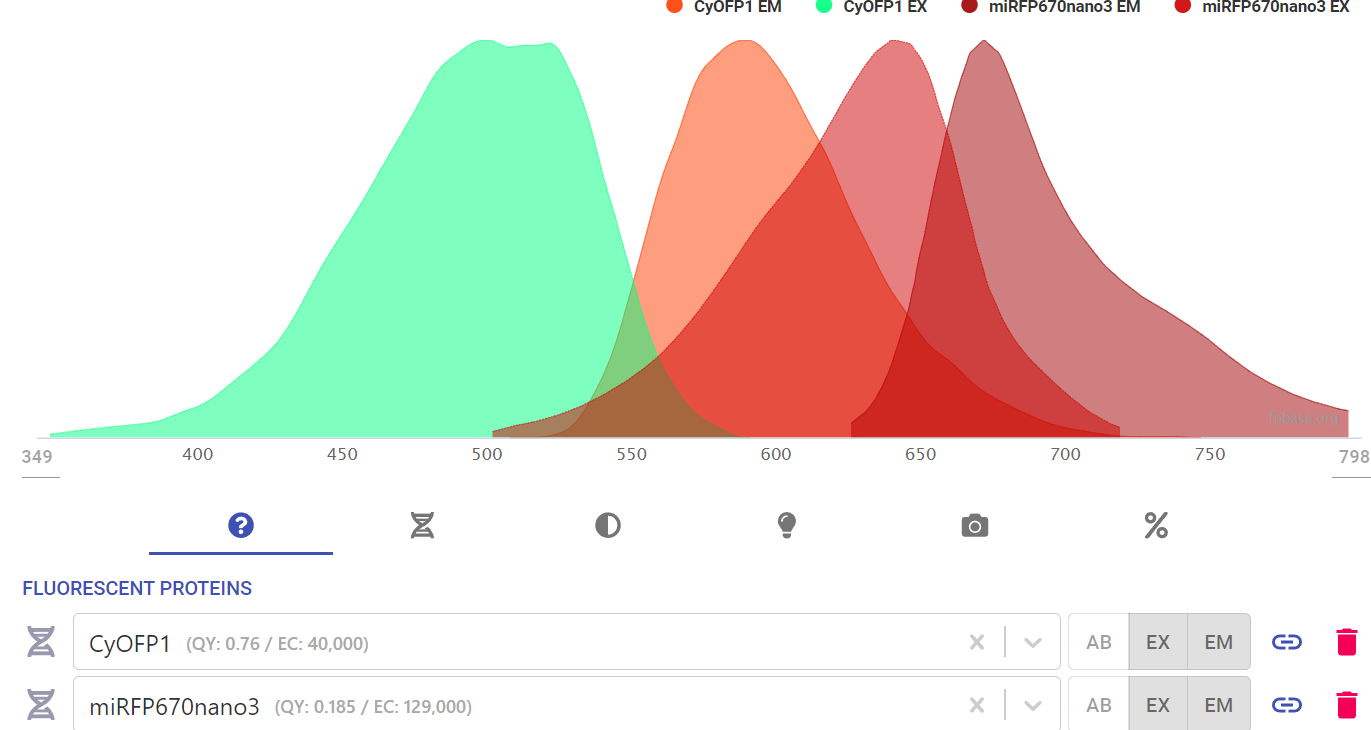 CyOFP1 EM CyOFP1 EX miRFP670nano3 EM miRFP670nano3 EX
fpbase.org
349 400 450 500 550 600 650 700 750 798
?
%
FLUORESCENT PROTEINS
CyOFP1 (QY: 0.76 / EC: 40,000) AB EX EM
miRFP670nano3 (QY: 0.185 / EC: 129,000) AB EX EM